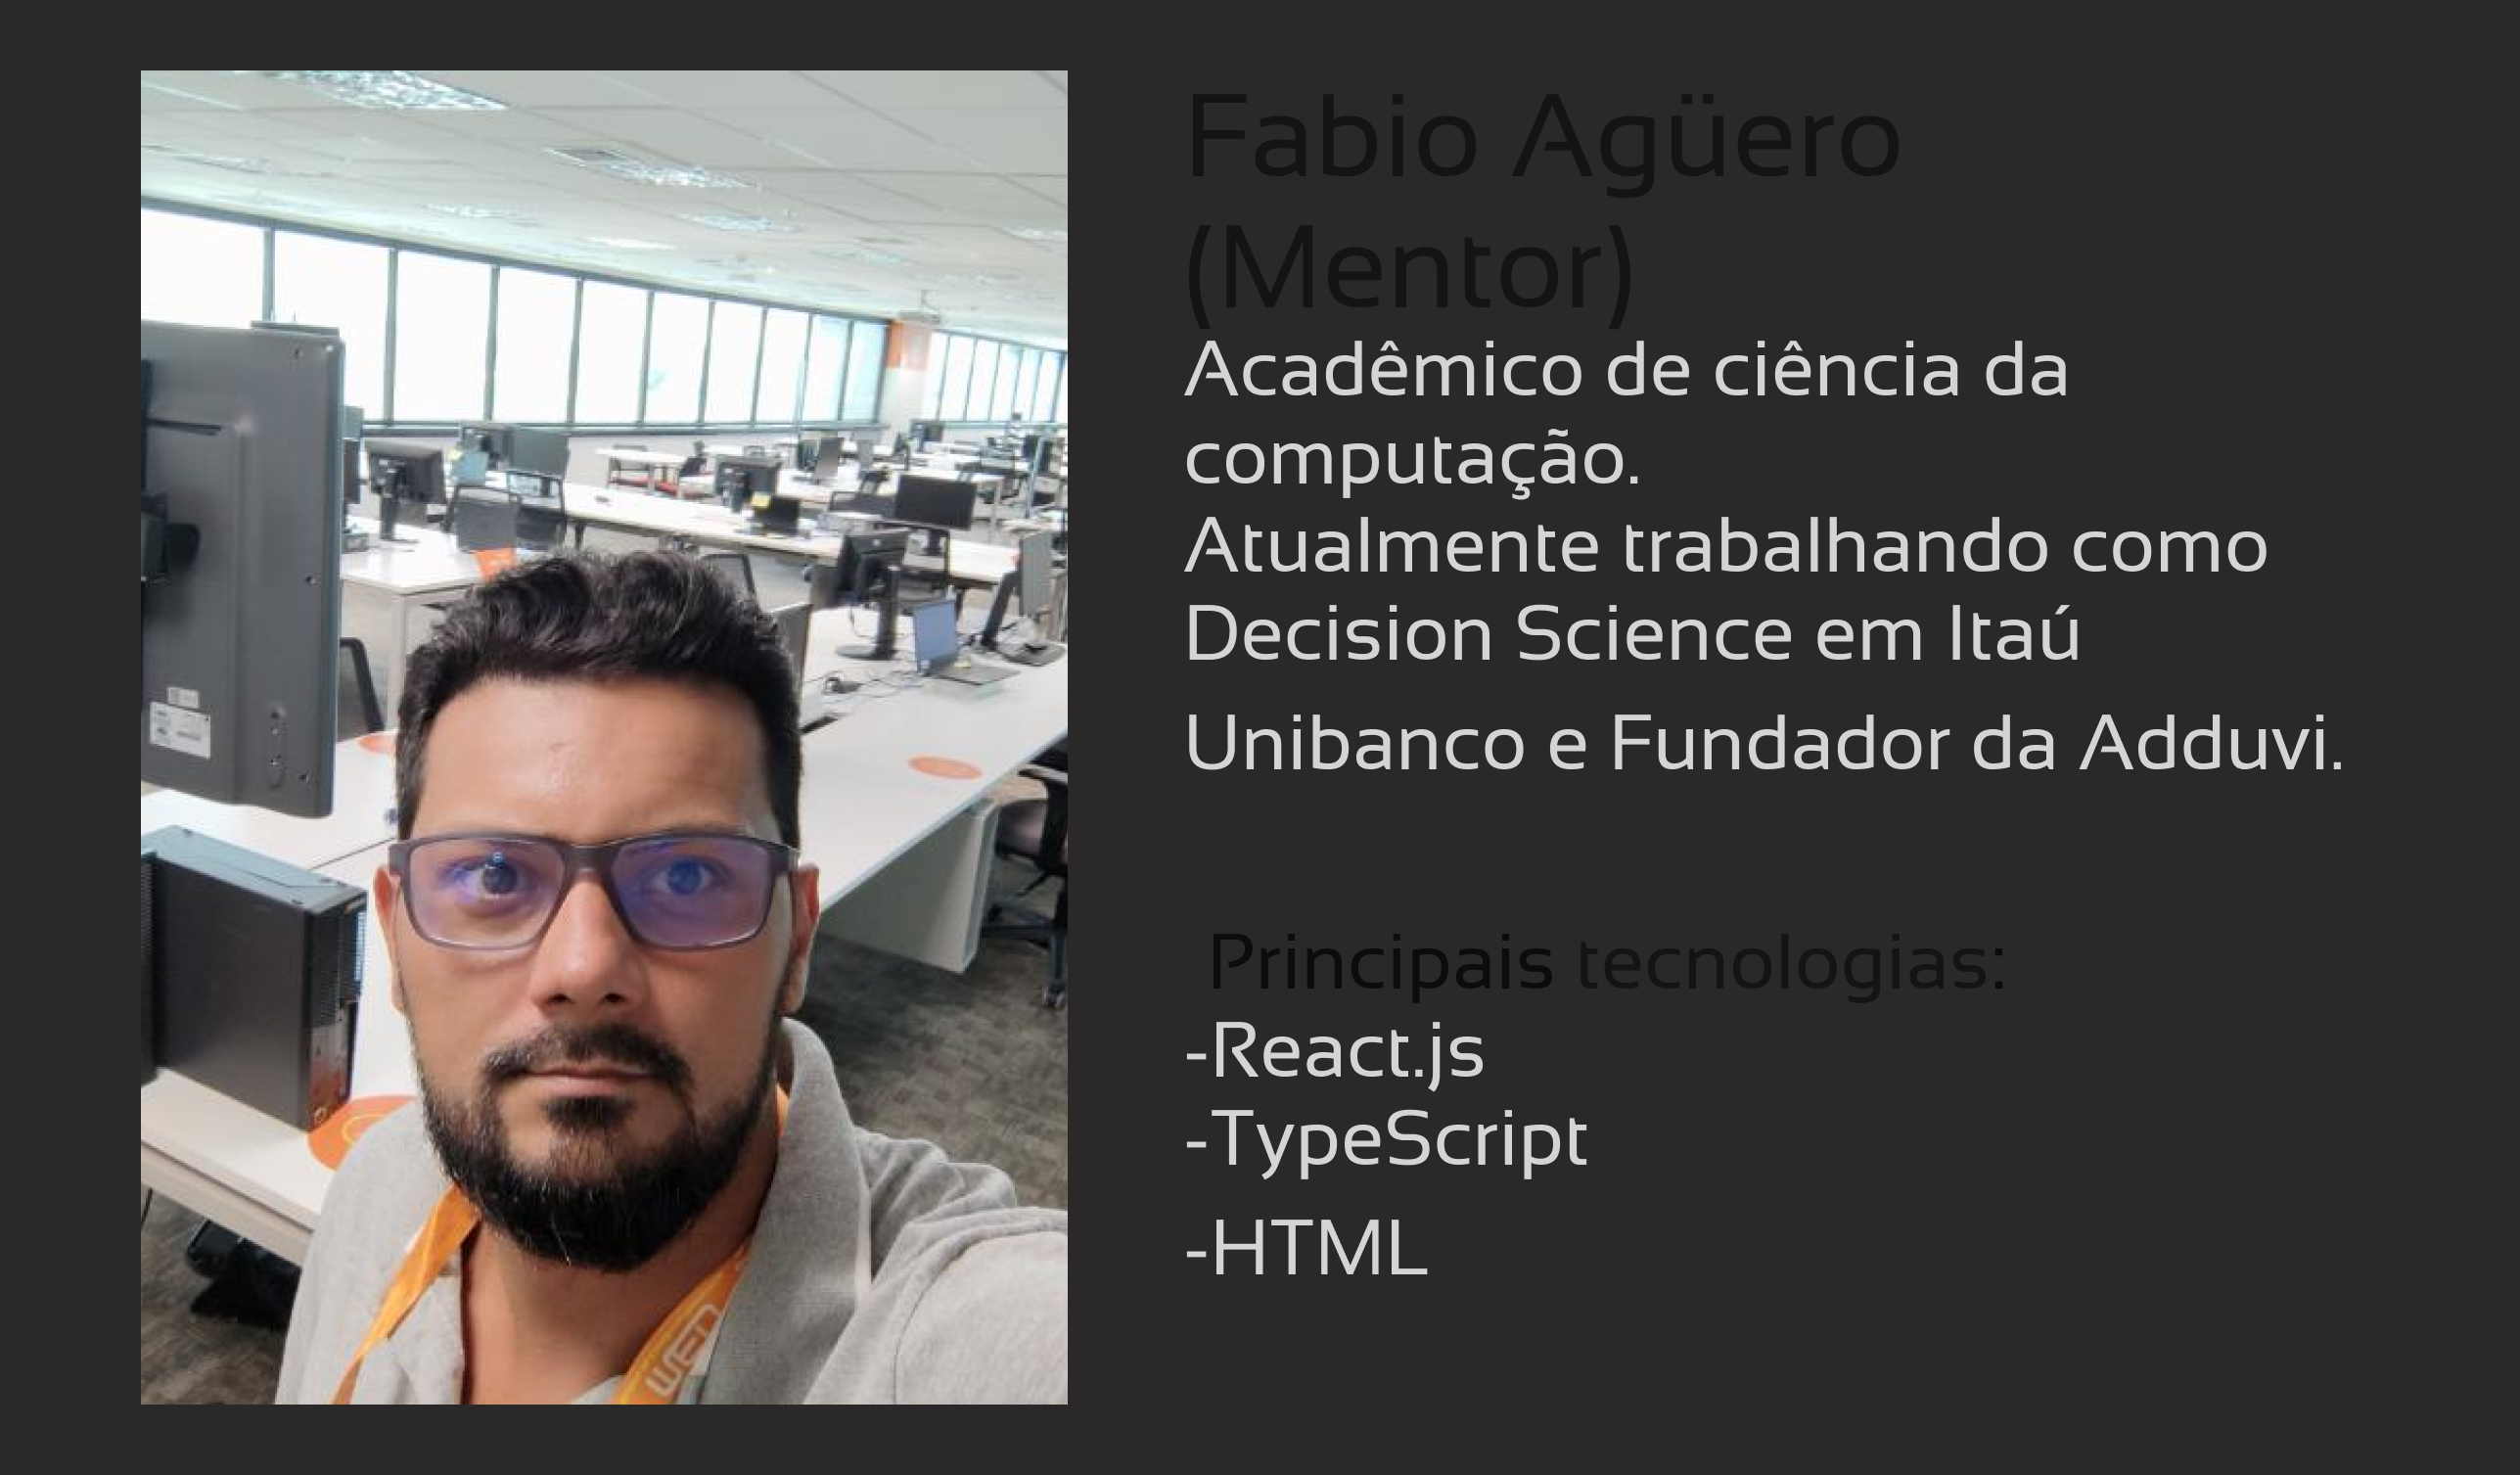 Fabio Agüero
(Mentor)
Acadêmico de ciência da
computação.
Atualmente trabalhando como
Decision Science em Itaú
Unibanco e Fundador da Adduvi.
Principais tecnologias:
-React.js
-TypeScript
-HTML